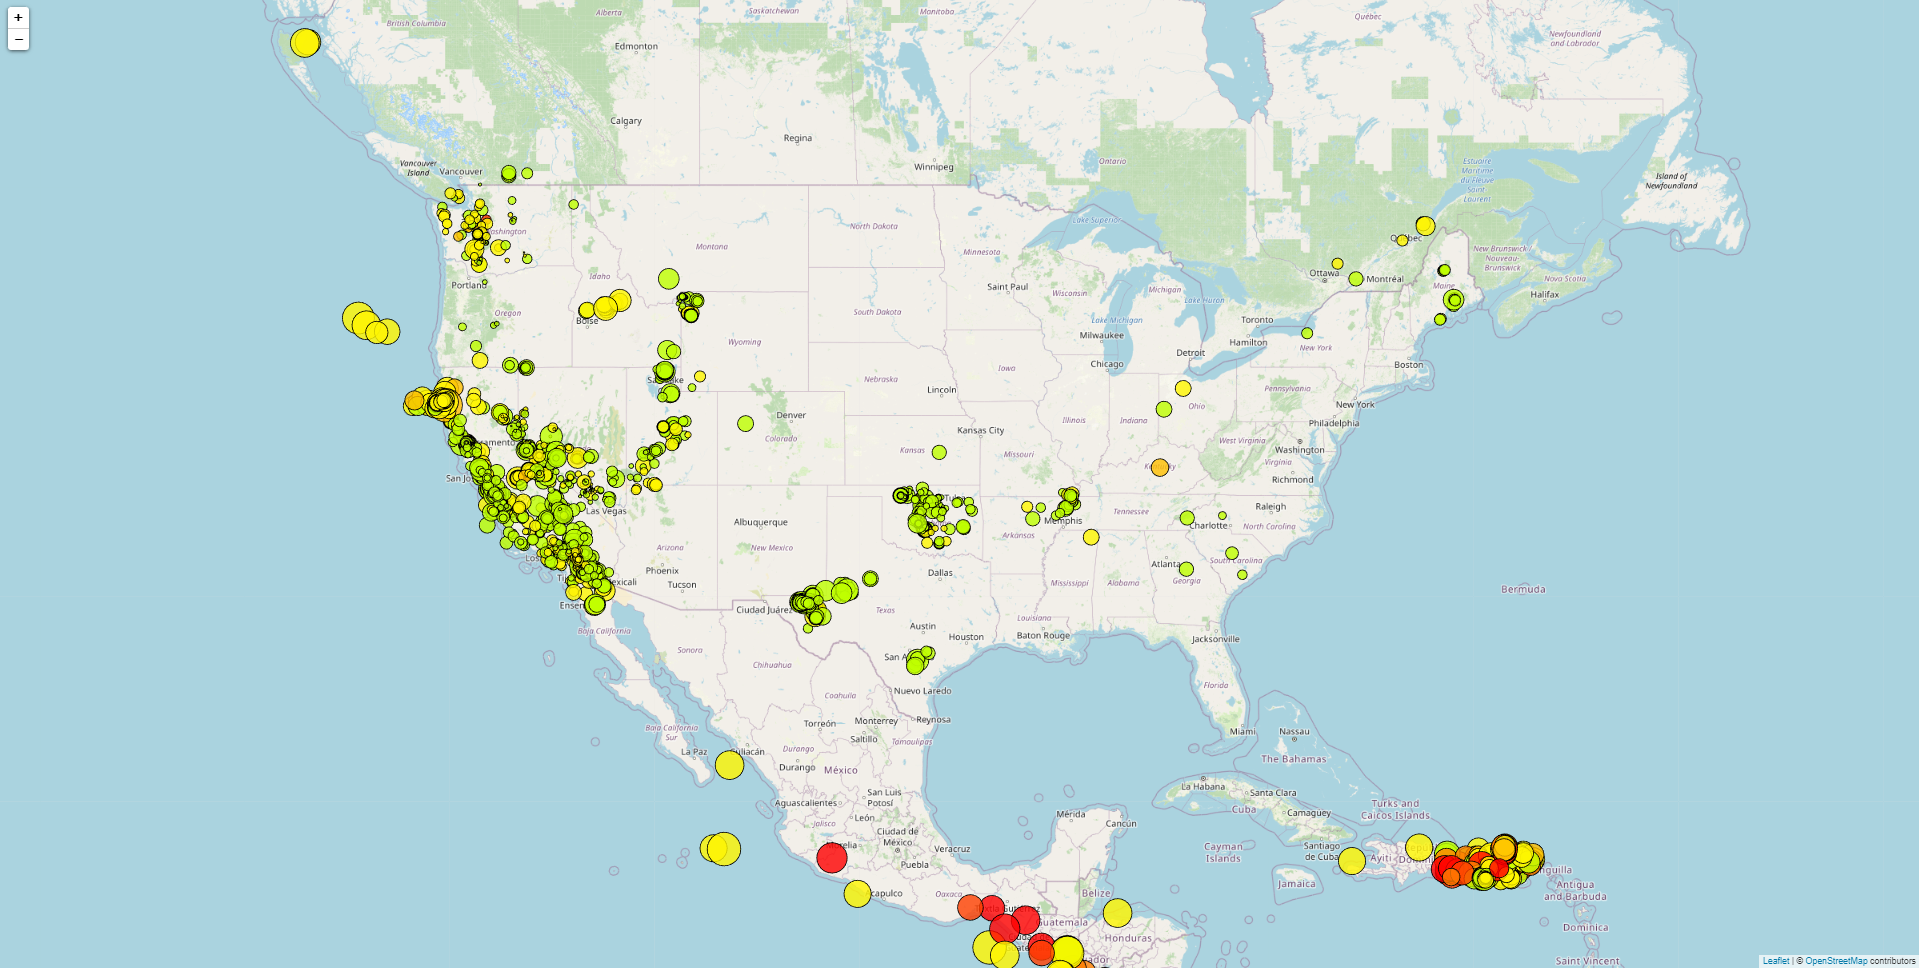 +
−
British Columbia
Alberta
Saskatchewan
Manitoba
Québec
Newfoundland
and Labrador
Edmonton
Calgary
Regina
Winnipeg
Ontario
Vancouver
Island
Vancouver
Estuaire
Maritime
du Fleuve
Saint
Laurent
Island of
Newfoundland
Lake Superior
North Dakota
Montana
Minnesota
New Brunswick /
Nouveau-
Brunswick
Ottawa
Montréal
Maine
Nova Scotia
Halifax
Idaho
Portland
Saint Paul
Wisconsin
Michigan
Lake Huron
Oregon
Boise
South Dakota
Toronto
Lake Michigan
Milwaukee
Hamilton
New York
Wyoming
Detroit
Chicago
Boston
Iowa
Nebraska
Lincoln
Pennsylvania
Ohio
New York
Denver
Colorado
Illinois
Indiana
Philadelphia
Kansas City
Kansas
Missouri
West Virginia
Washington
Virginia
Richmond
Las Vegas
Raleigh
Albuquerque
Memphis
Tennessee
Charlotte
North Carolina
Arizona
New Mexico
Arkansas
South Carolina
Phoenix
Tucson
Dallas
Atlanta
Georgia
Mississippi
Alabama
Bermuda
Ciudad Juárez
Texas
Louisiana
Baja California
Austin
Houston
Baton Rouge
Jacksonville
Sonora
Chihuahua
Florida
Nuevo Laredo
Coahuila
Reynosa
Torreón
Monterrey
Saltillo
Tamaulipas
Baja California
Sur
La Paz
Culiacán
Durango
Durango
México
Miami
Nassau
The Bahamas
La Habana
Santa Clara
Cuba
Camaguey
Turks and
Caicos Islands
Aguascalientes
San Luis
Potosí
León
Jalisco
Ciudad de
México
Puebla
Veracruz
Mérida
Cancún
Cayman
Islands
Santiago
de Cuba
Jamaica
Antigua
and Barbuda
Oaxaca
Belize
Guatemala
Honduras
Dominica
Saint Vincent
Leaflet | © OpenStreetMap contributors